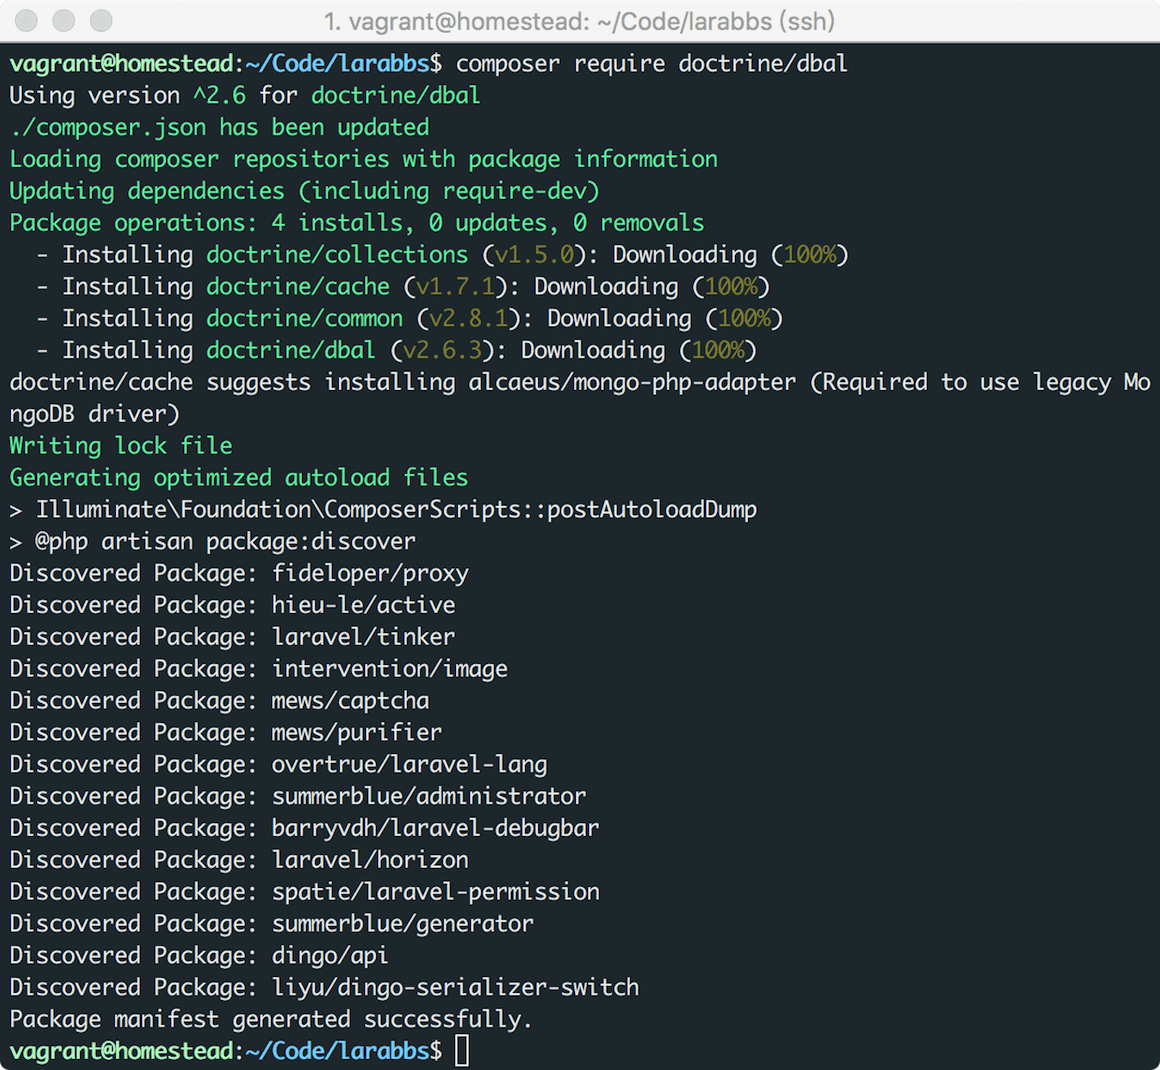 1. vagrant@homestead: ~/Code/larabbs (ssh)
vagrant@homestead:~/Code/larabbs$ composer require doctrine/dbal
Using version ^2.6 for doctrine/dbal
./composer.json has been updated
Loading composer repositories with package information
Updating dependencies (including require-dev)
Package operations: 4 installs, 0 updates, 0 removals
  - Installing doctrine/collections (v1.5.0): Downloading (100%)
  - Installing doctrine/cache (v1.7.1): Downloading (100%)
  - Installing doctrine/common (v2.8.1): Downloading (100%)
  - Installing doctrine/dbal (v2.6.3): Downloading (100%)
doctrine/cache suggests installing alcaeus/mongo-php-adapter (Required to use legacy Mo
ngoDB driver)
Writing lock file
Generating optimized autoload files
> Illuminate\Foundation\ComposerScripts::postAutoloadDump
> @php artisan package:discover
Discovered Package: fideloper/proxy
Discovered Package: hieu-le/active
Discovered Package: laravel/tinker
Discovered Package: intervention/image
Discovered Package: mews/captcha
Discovered Package: mews/purifier
Discovered Package: overtrue/laravel-lang
Discovered Package: summerblue/administrator
Discovered Package: barryvdh/laravel-debugbar
Discovered Package: laravel/horizon
Discovered Package: spatie/laravel-permission
Discovered Package: summerblue/generator
Discovered Package: dingo/api
Discovered Package: liyu/dingo-serializer-switch
Package manifest generated successfully.
vagrant@homestead:~/Code/larabbs$